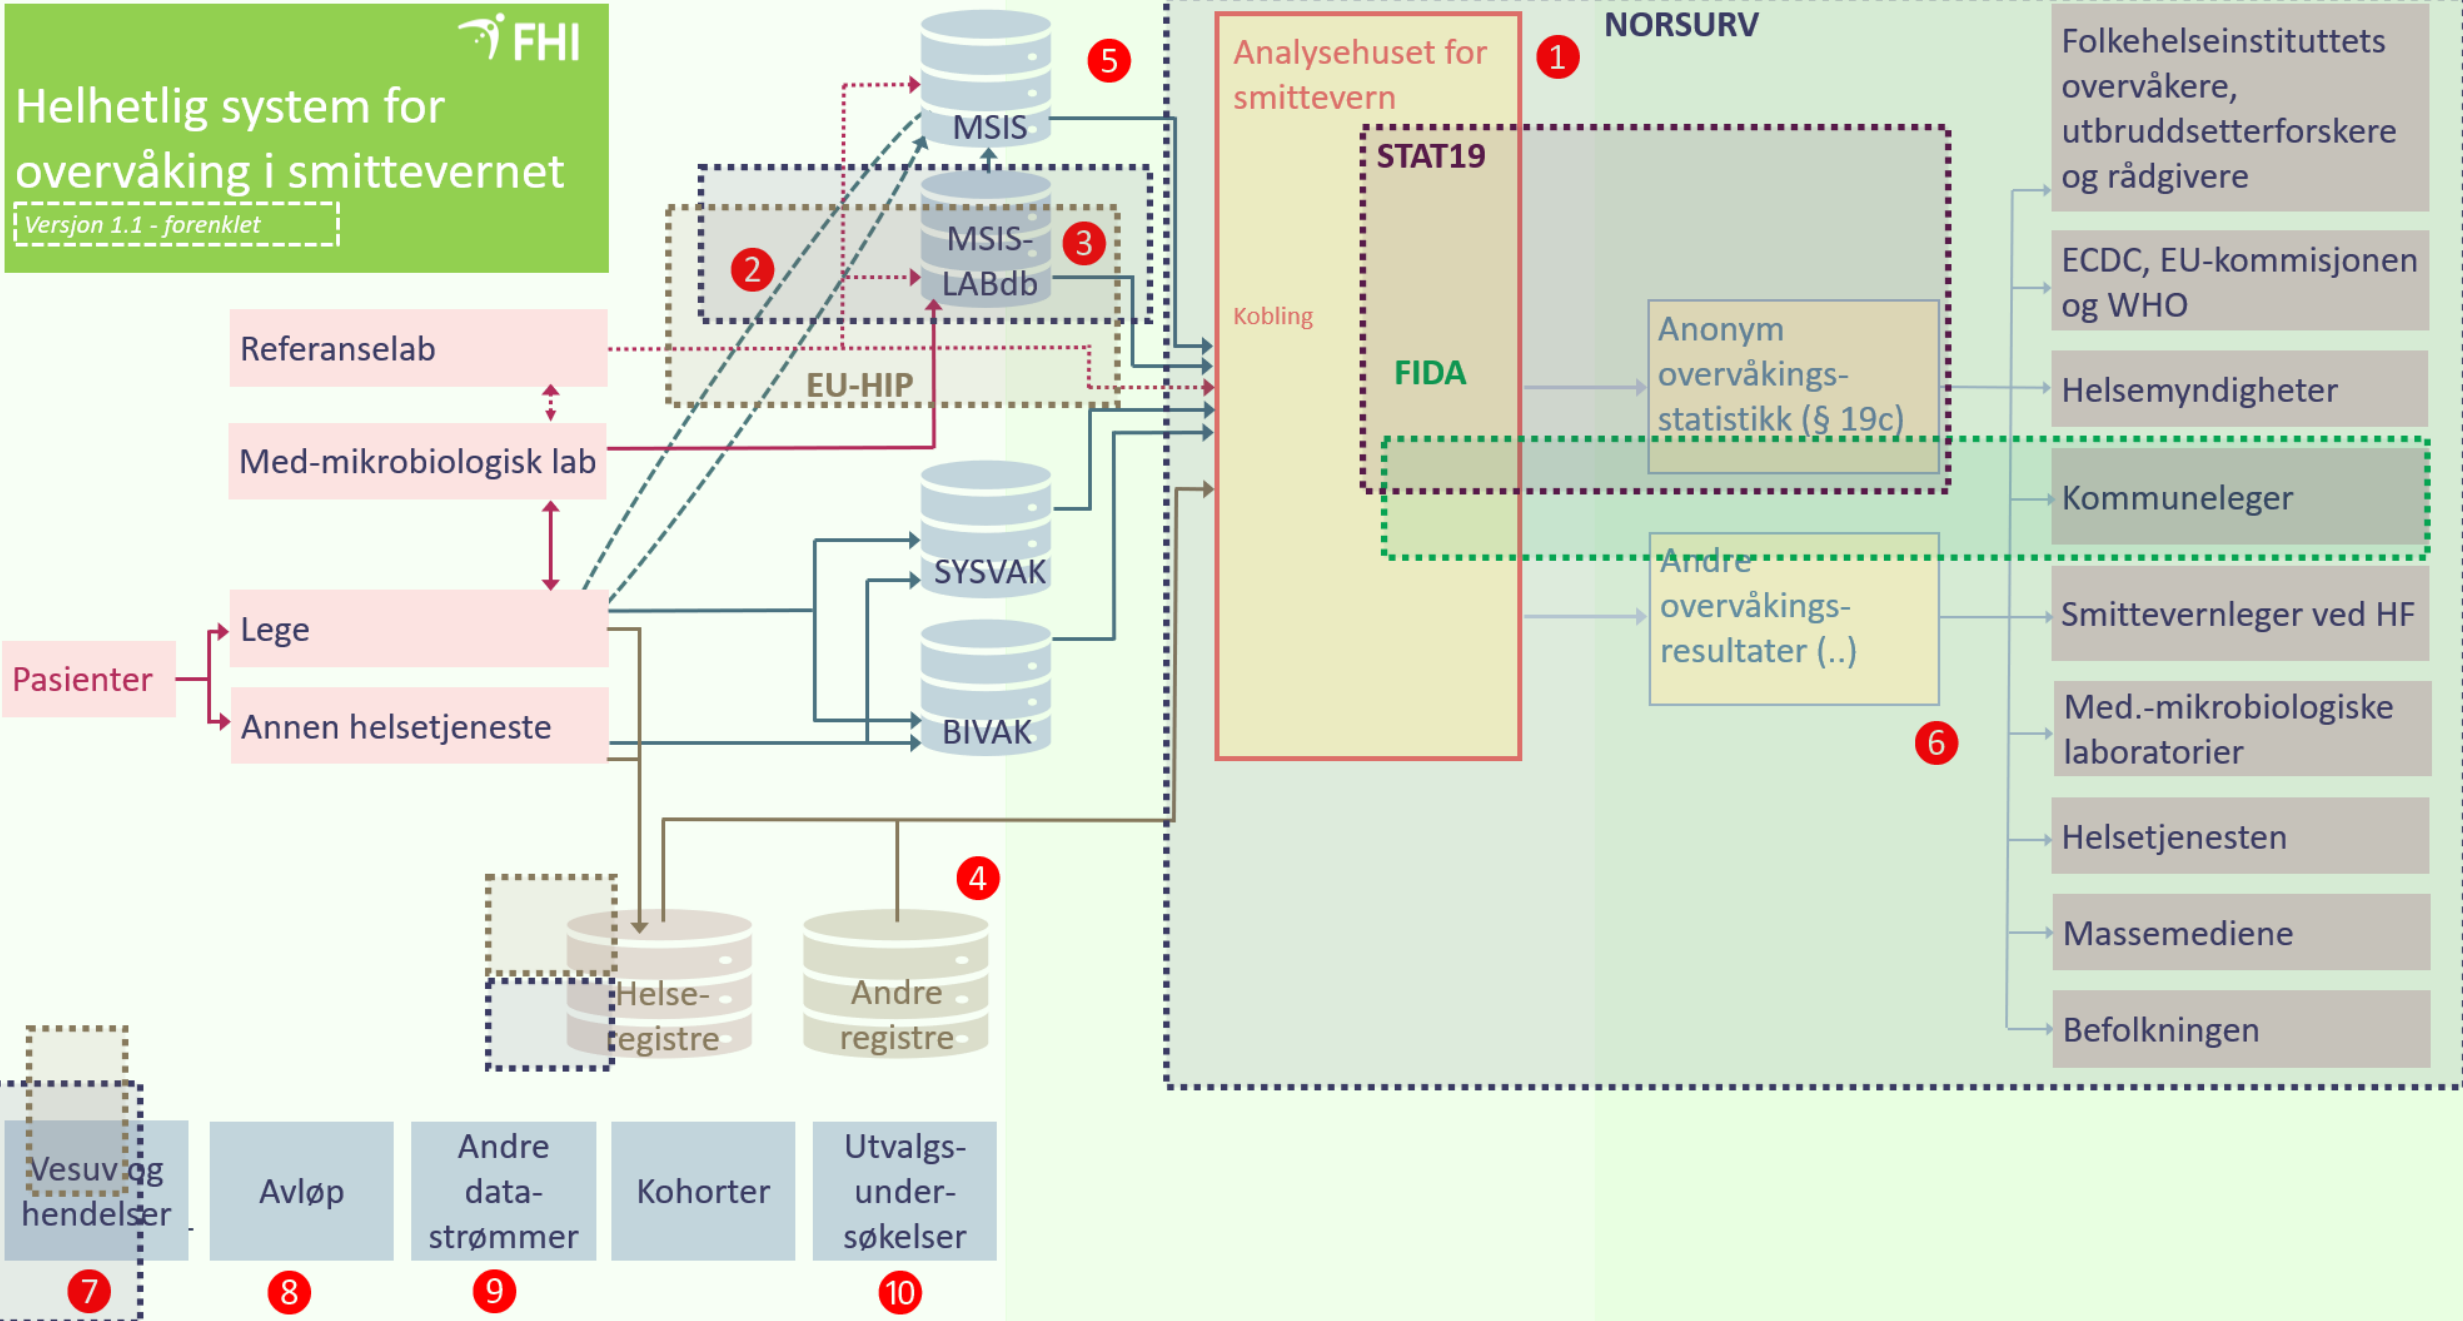 FHI
Helhetlig system for
overvåking i smittevernet
Versjon 1.1 - forenklet
Pasienter
Referanselab
Med-mikrobiologisk lab
Lege
Annen helsetjeneste
MSIS
5
2
MSIS-
LABdb
3
EU-HIP
SYSVAK
BIVAK
4
Helse-
registre
Andre
registre
NORSURV
Analysehuset for
smittevern
1
Kobling
STAT19
FIDA
Anonym
overvåkings-
statistikk (§ 19c)
Andre
overvåkings-
resultater (..)
6
Folkehelseinstituttets
overvåkere,
utbruddsetterforskere
og rådgivere
ECDC, EU-kommisjonen
og WHO
Helsemyndigheter
Kommuneleger
Smittevernleger ved HF
Med.-mikrobiologiske
laboratorier
Helsetjenesten
Massemediene
Befolkningen
Vesuv og
hendelser
7
Avløp
8
Andre
data-
strømmer
9
Kohorter
Utvalgs-
under-
søkelser
10